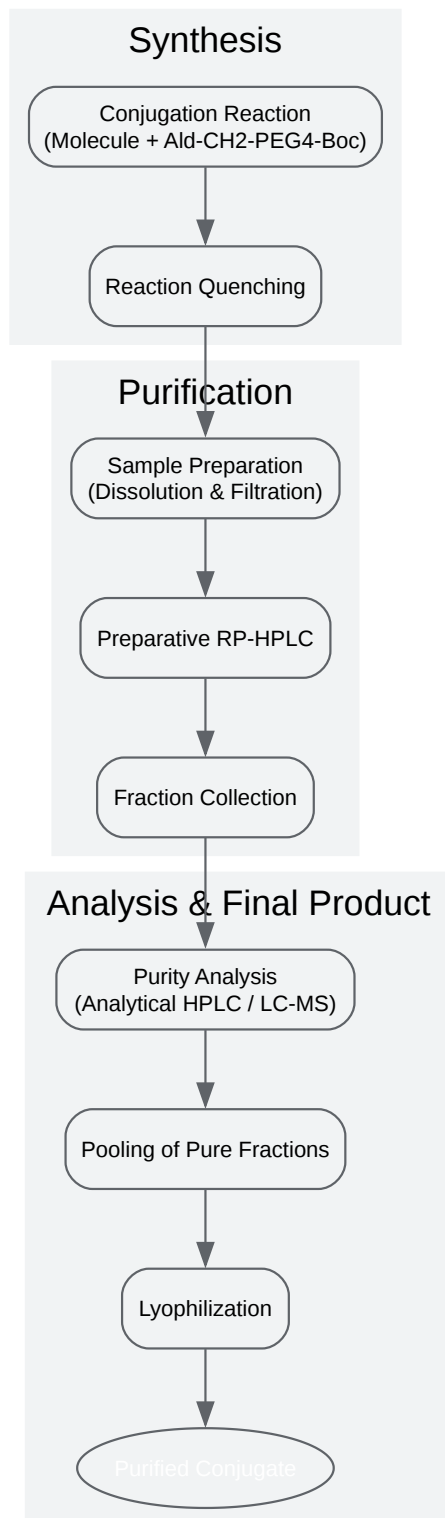 Synthesis
Conjugation Reaction
(Molecule + Ald-CH2-PEG4-Boc)
Reaction Quenching
Purification
Sample Preparation
(Dissolution & Filtration)
Preparative RP-HPLC
Fraction Collection
Analysis & Final Product
Purity Analysis
(Analytical HPLC / LC-MS)
Pooling of Pure Fractions
Lyophilization
Purified Conjugate